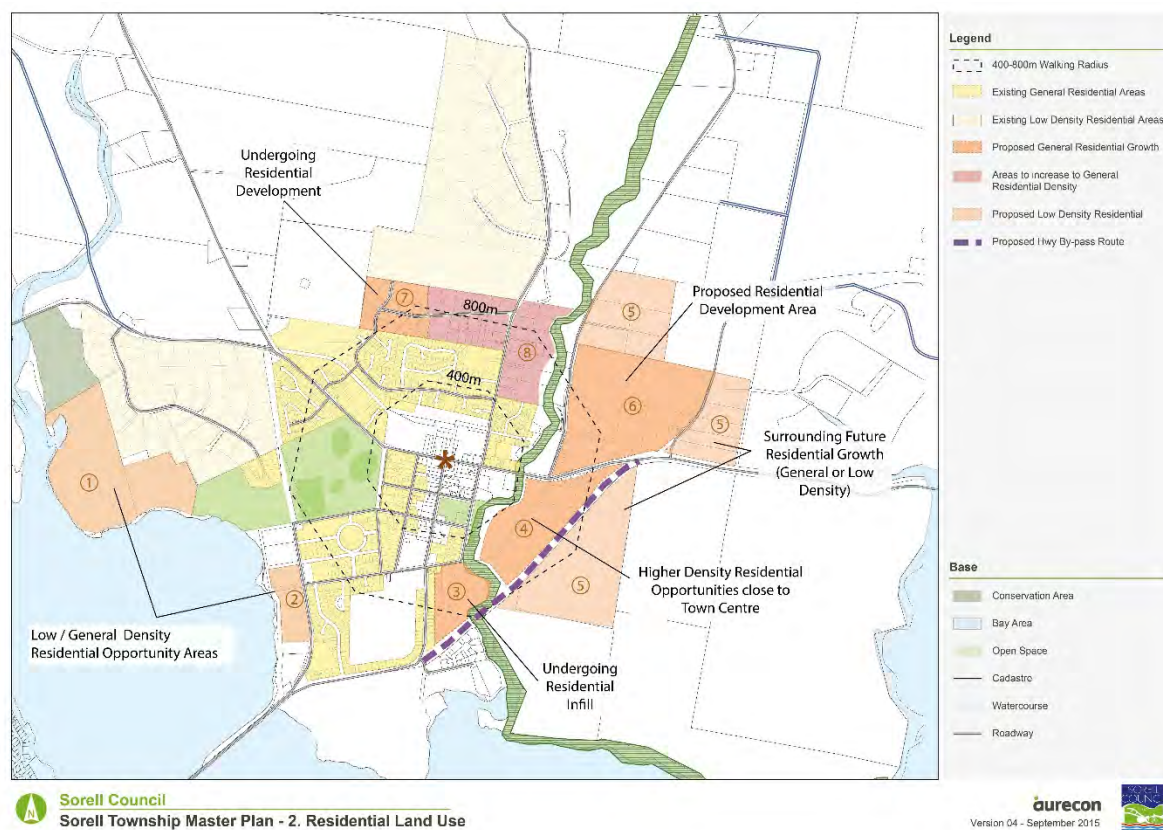 Undergoing
Residential
Development
800m
400m
Proposed Residential
Development Area
Surrounding Future
Residential Growth
(General or Low
Density)
Higher Density Residential
Opportunities close to
Town Centre
Low / General Density
Residential Opportunity Areas
Undergoing
Residential
Infill
1
2
3
4
5
5
5
6
7
8
Legend
400-800m Walking Radius
Existing General Residential Areas
Existing Low Density Residential Areas
Proposed General Residential Growth
Areas to increase to General
Residential Density
Proposed Low Density Residential
Proposed Hwy By-pass Route
Base
Conservation Area
Bay Area
Open Space
Cadastre
Watercourse
Roadway
N
Sorell Council
Sorell Township Master Plan - 2. Residential Land Use
aurecon
Version 04 - September 2015
SORELL
COUNCIL